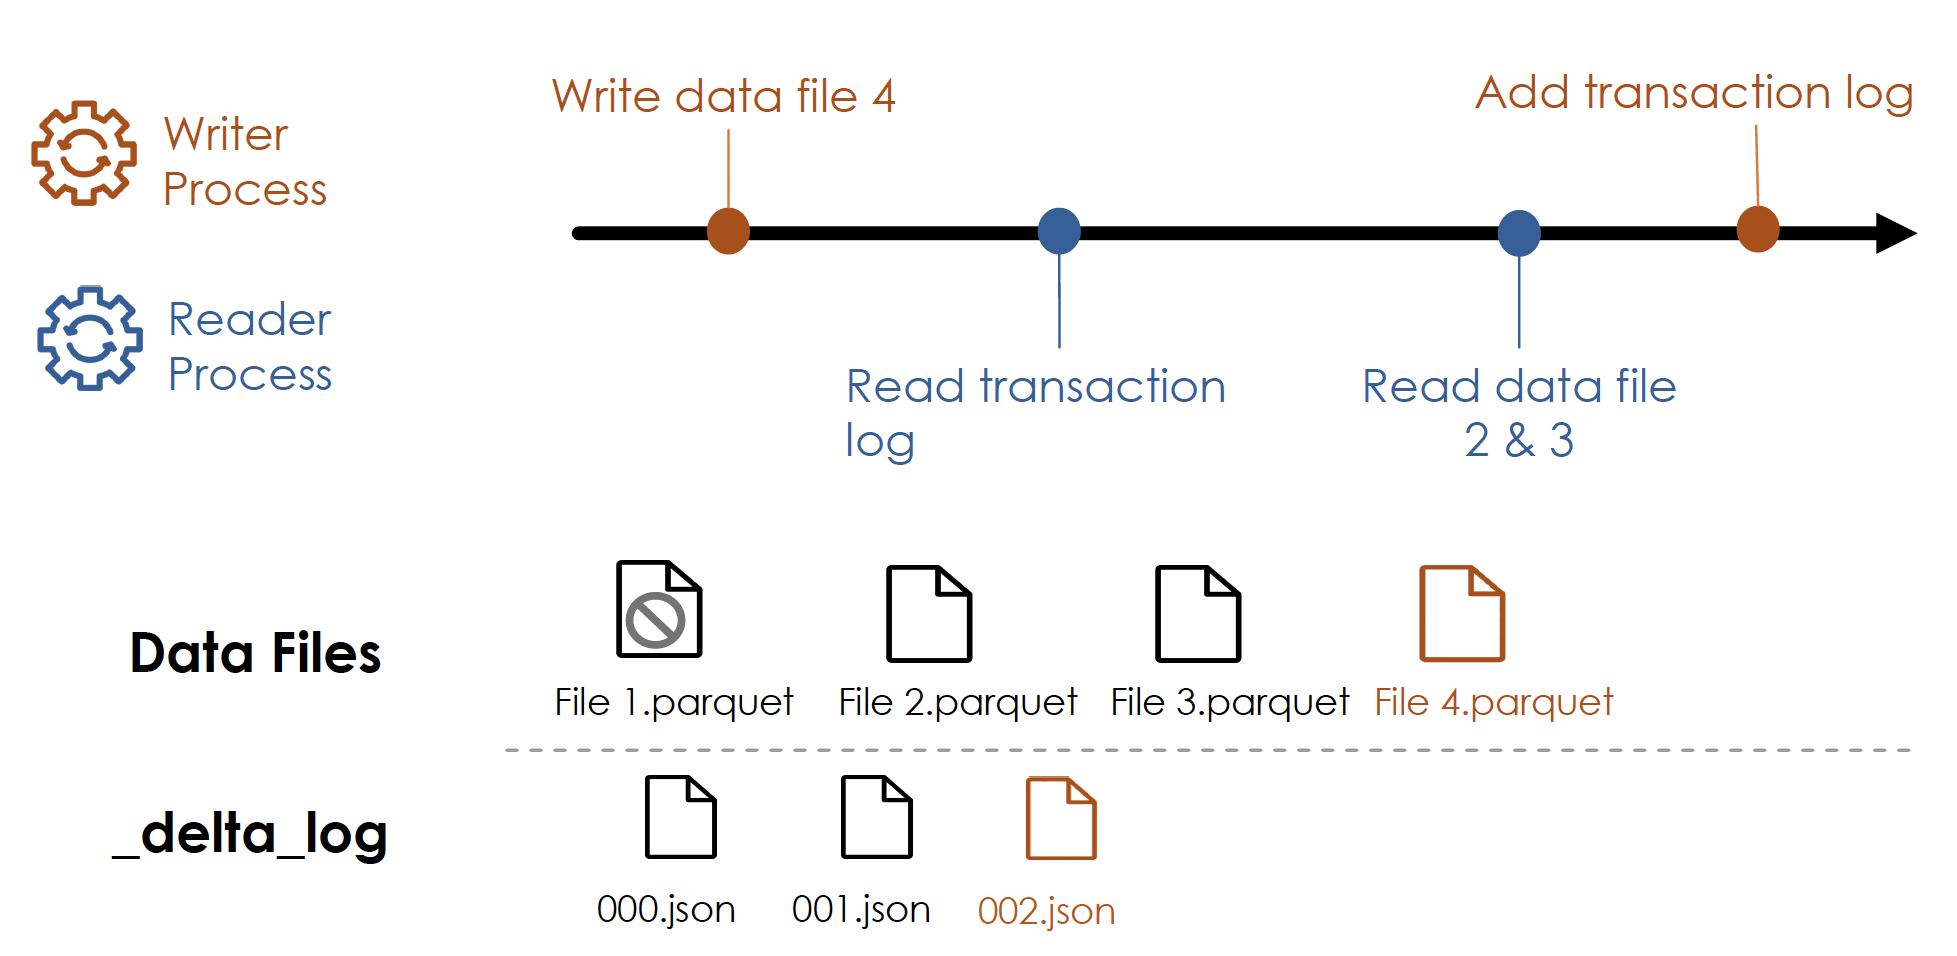 Write data file 4
Add transaction log
Writer
Process
Reader
Process
Read transaction
log
Read data file
2 & 3
Data Files
File 1.parquet
File 2.parquet
File 3.parquet
File 4.parquet
_delta_log
000.json
001.json
002.json